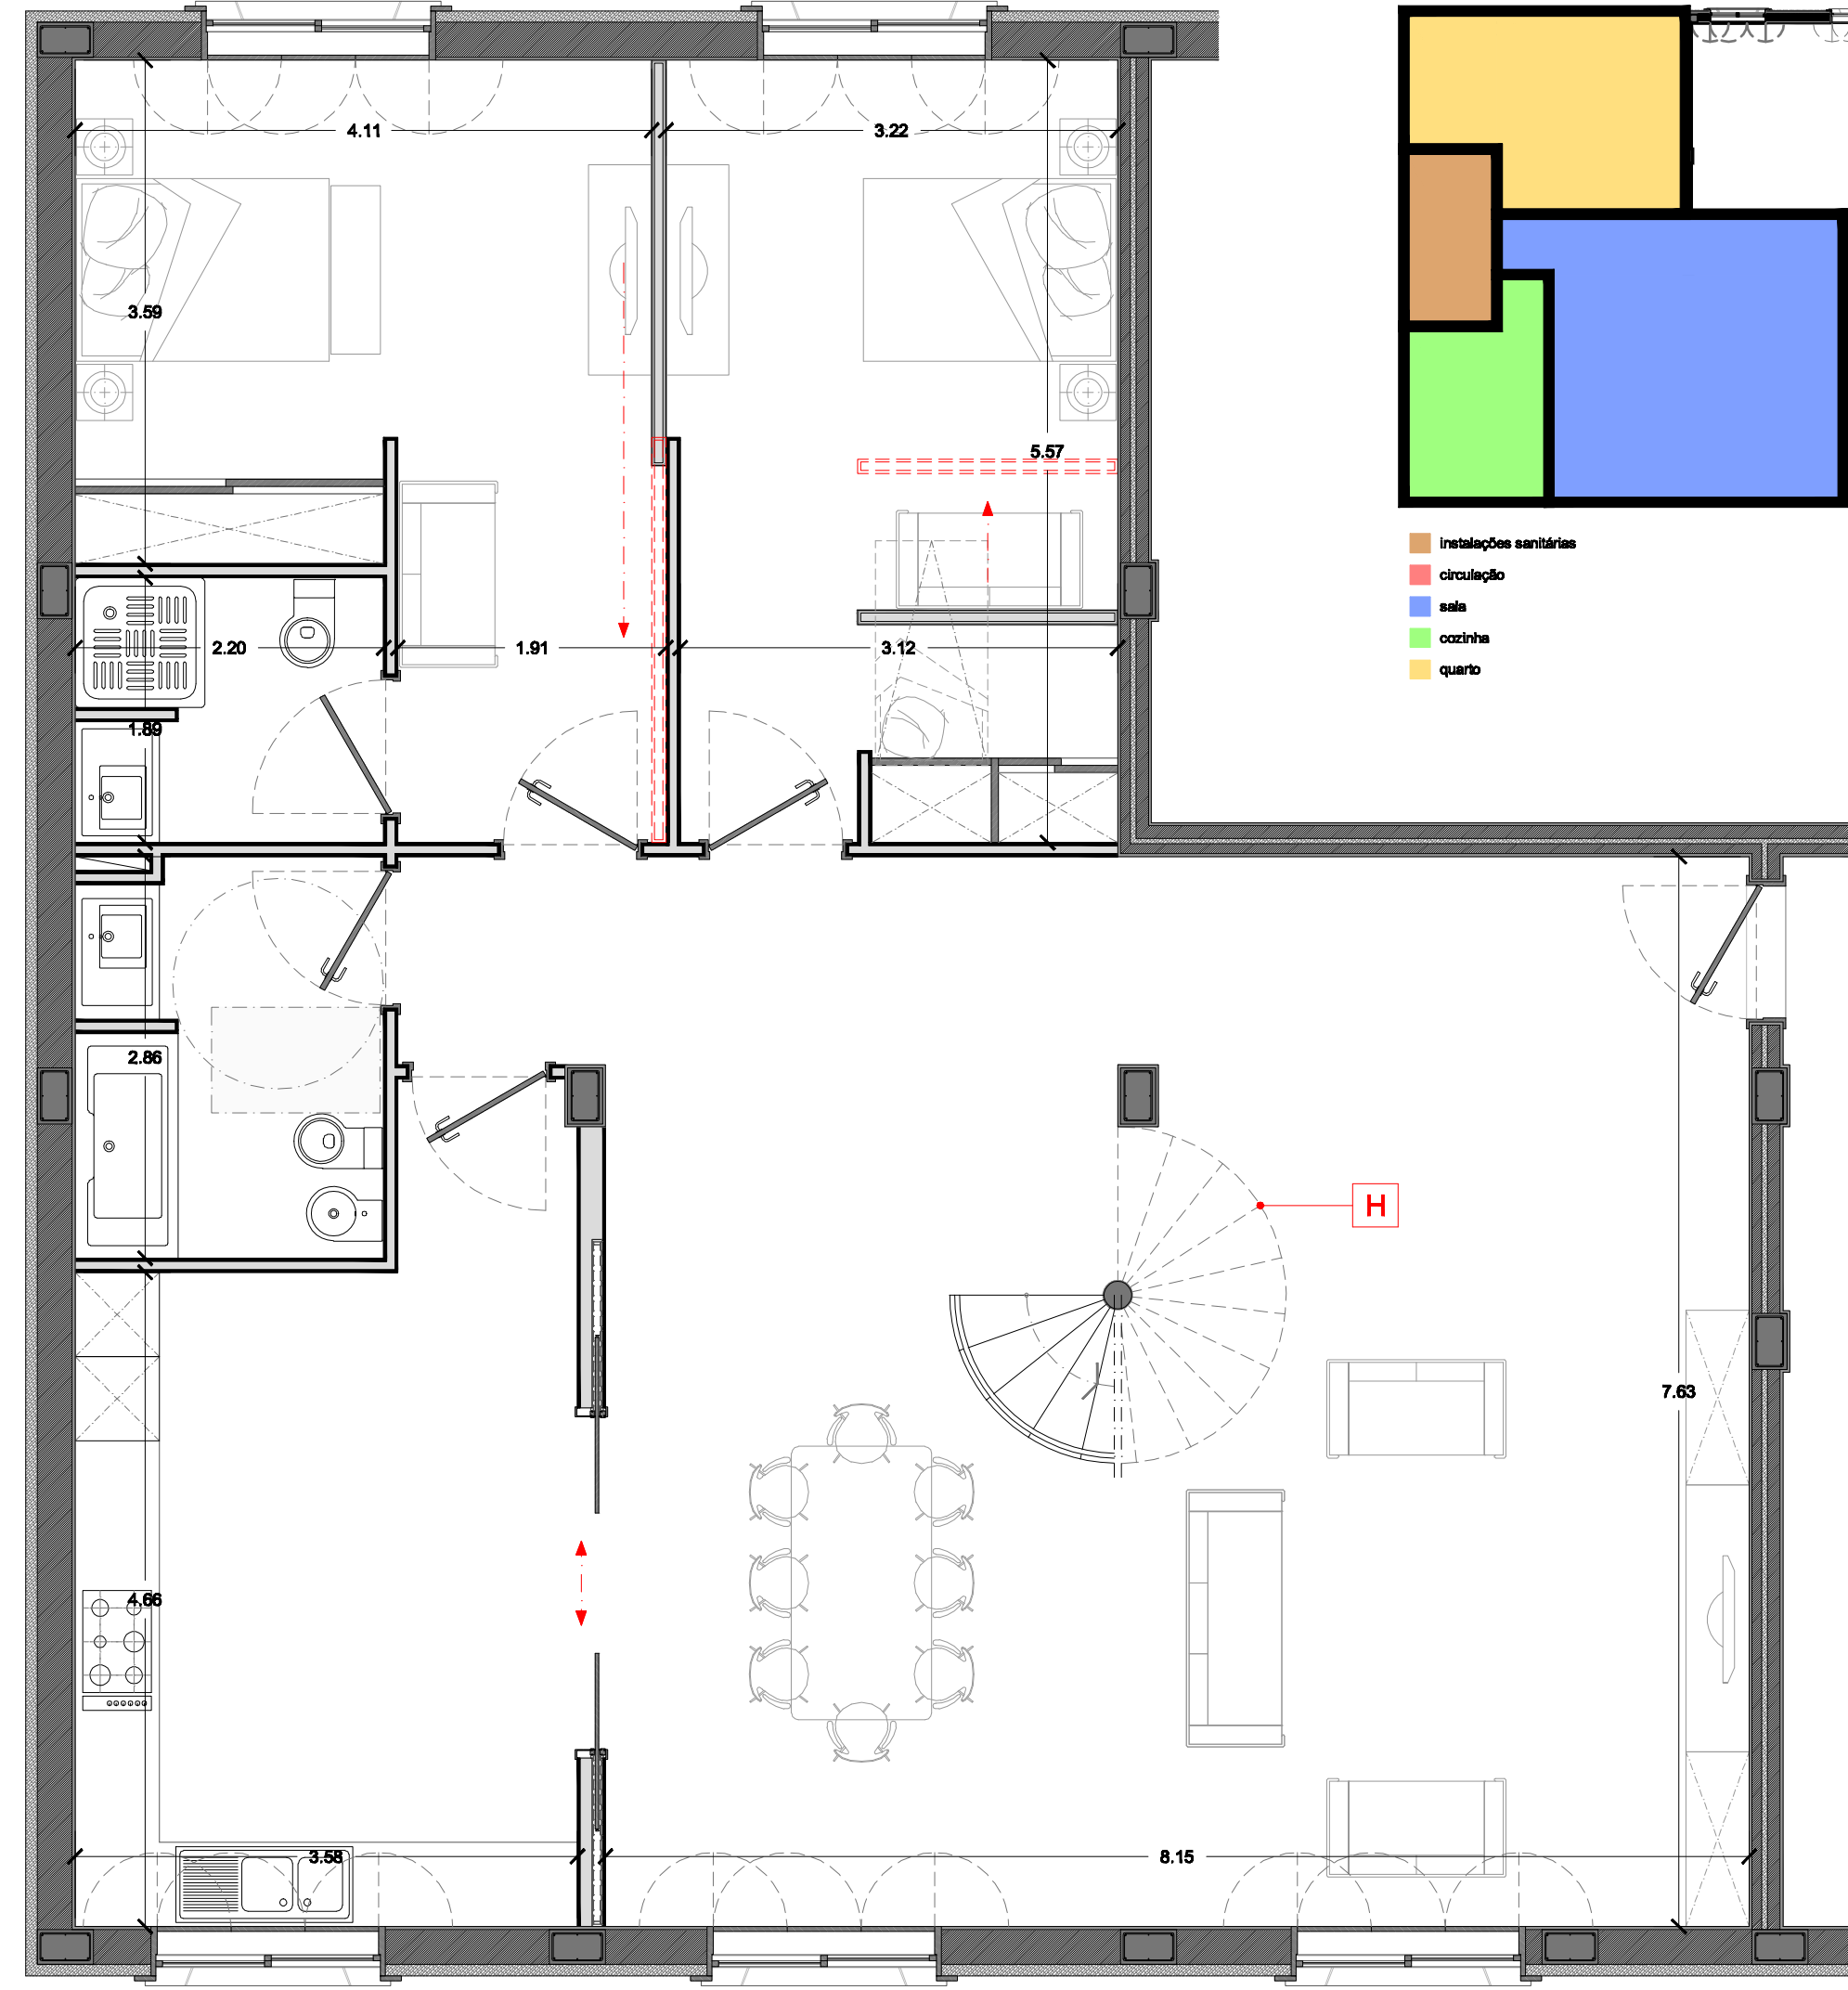 4.11
3.22
3.59
5.57
instalações sanitárias
circulação
sala
cozinha
quarto
2.20
1.91
3.12
1.89
2.86
H
7.63
4.66
3.58
8.15